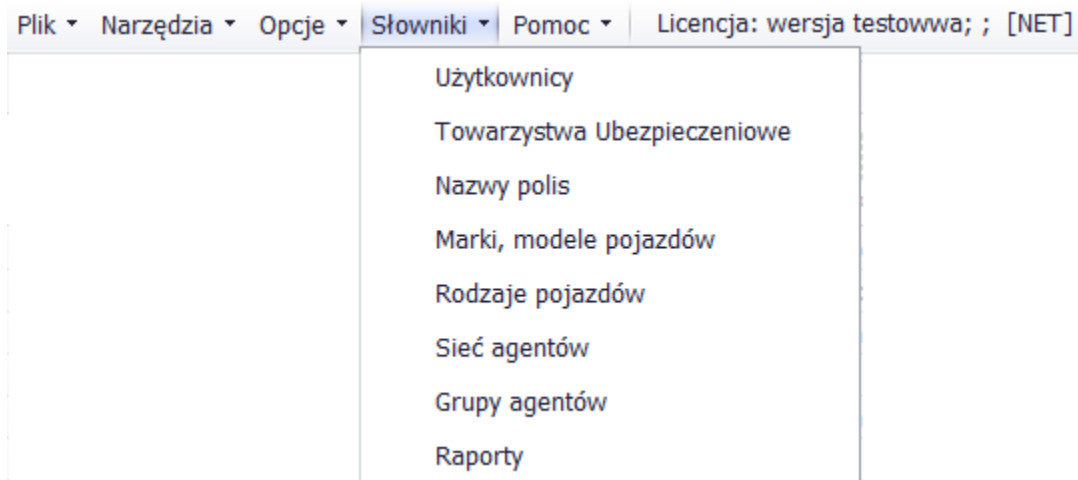 Plik Narzędzia Opcje Słowniki Pomoc Licencja: wersja testowwa; ; [NET]
Użytkownicy
Towarzystwa Ubezpieczeniowe
Nazwy polis
Marki, modele pojazdów
Rodzaje pojazdów
Sieć agentów
Grupy agentów
Raporty